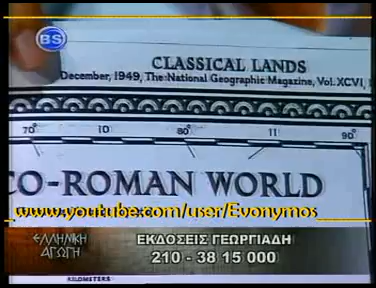 BS
CLASSICAL LANDS
December, 1949, The National Geographic Magazine, Vol. XCVI,
70° 10 80° 11 90°
CO-ROMAN WORLD
www.youtube.com/user/Evonymos
ΕΛΛΗΝΙΚΗ
ΑΓΩΓΗ
ΕΚΔΟΣΕΙΣ ΓΕΩΡΓΙΑΔΗ
210 - 38 15 000
KILOMETERS